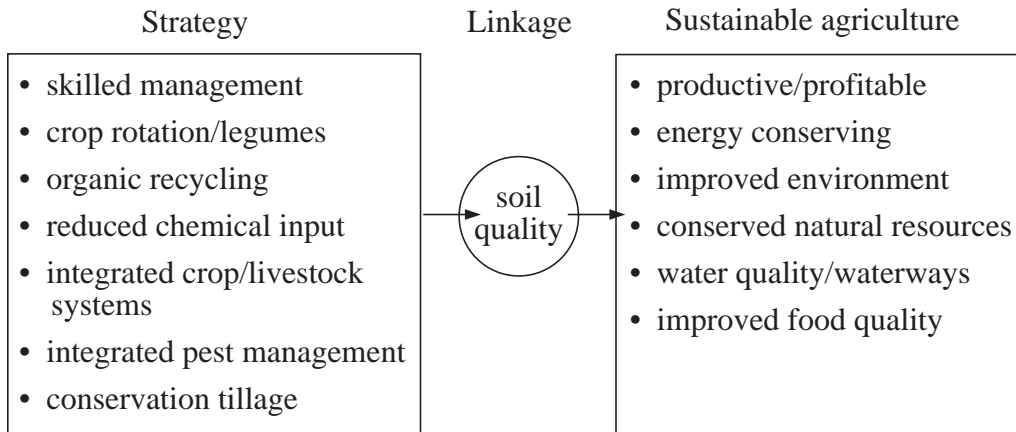 Strategy
Linkage
Sustainable agriculture
• skilled management
• crop rotation/legumes
• organic recycling
• reduced chemical input
• integrated crop/livestock
systems
• integrated pest management
• conservation tillage
soil
quality
• productive/profitable
• energy conserving
• improved environment
• conserved natural resources
• water quality/waterways
• improved food quality